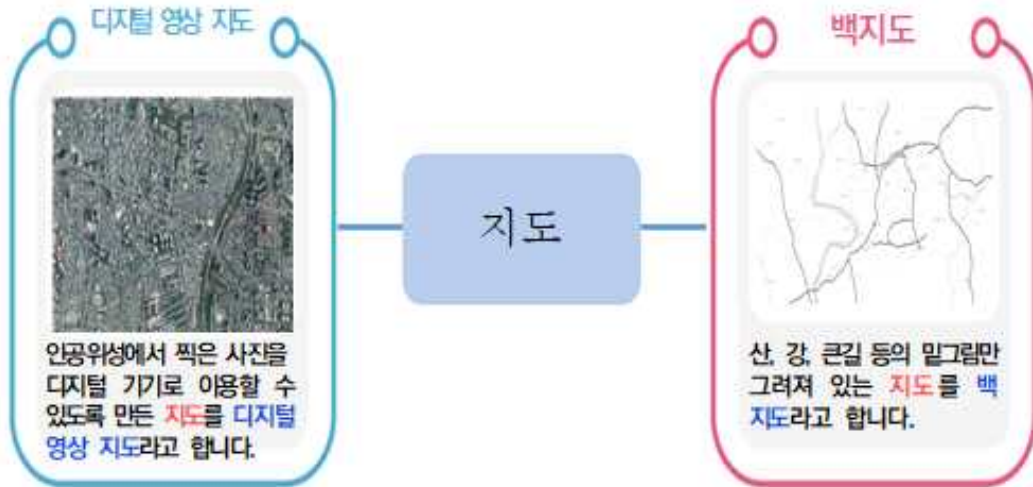 디지털 영상 지도
인공위성에서 찍은 사진을
디지털 기기로 이용할 수
있도록 만든 지도를 디지털
영상 지도라고 합니다.
지도
백지도
산, 강, 큰길 등의 밑그림만
그려져 있는 지도를 백
지도라고 합니다.